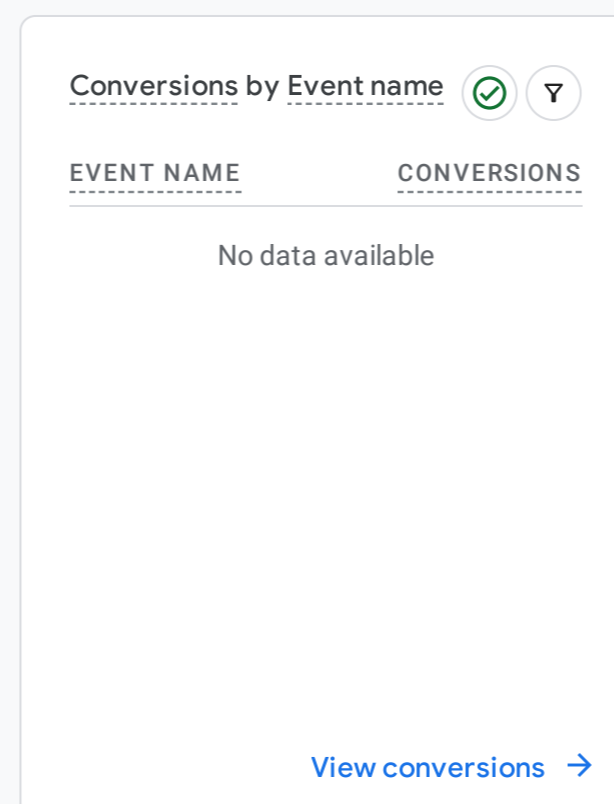 Conversions by Event name
EVENT NAME CONVERSIONS
No data available
View conversions